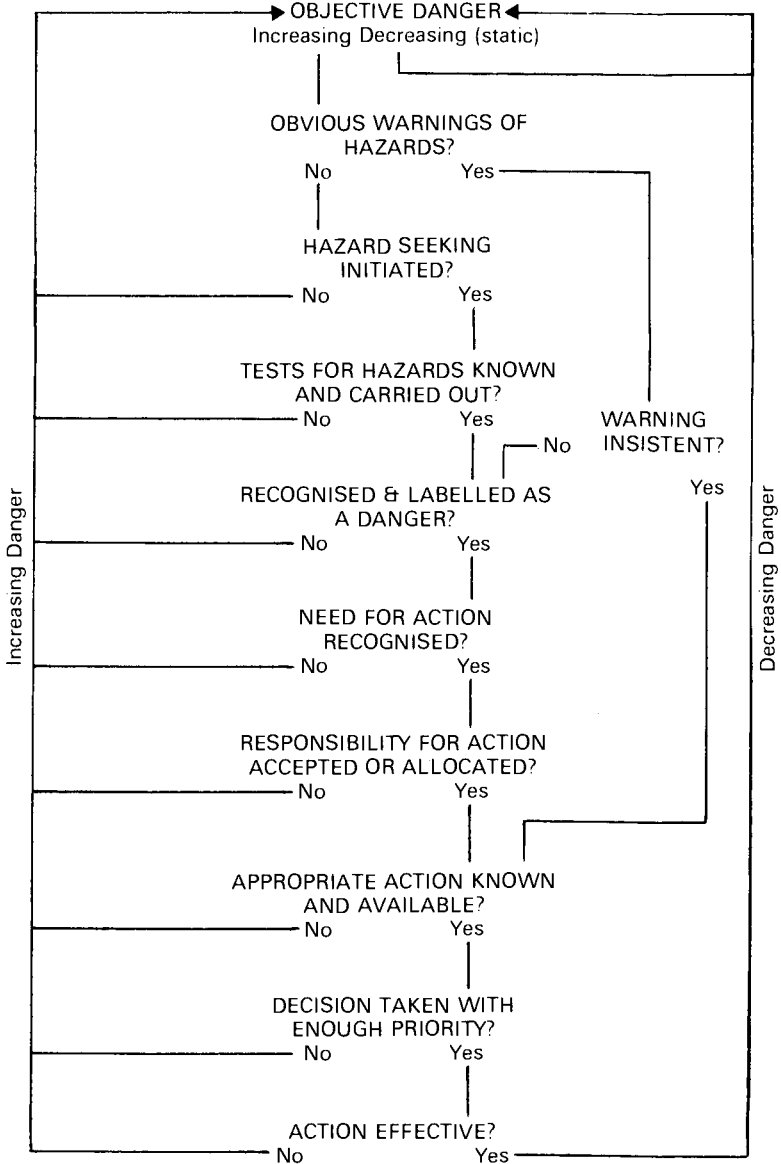 OBJECTIVE DANGER
Increasing Decreasing (static)
OBVIOUS WARNINGS OF
HAZARDS?
No Yes
HAZARD SEEKING
INITIATED?
No Yes
TESTS FOR HAZARDS KNOWN
AND CARRIED OUT?
No Yes
WARNING
INSISTENT?
No
Yes
RECOGNISED & LABELLED AS
A DANGER?
No Yes
NEED FOR ACTION
RECOGNISED?
No Yes
RESPONSIBILITY FOR ACTION
ACCEPTED OR ALLOCATED?
No Yes
APPROPRIATE ACTION KNOWN
AND AVAILABLE?
No Yes
DECISION TAKEN WITH
ENOUGH PRIORITY?
No Yes
ACTION EFFECTIVE?
No Yes
Increasing Danger
Decreasing Danger